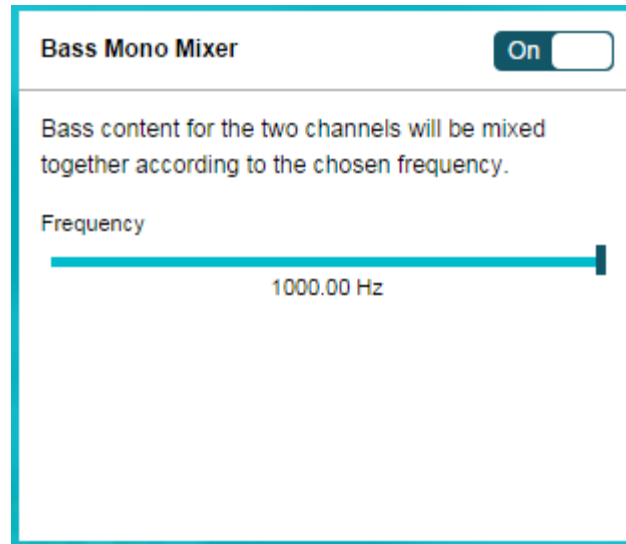 Bass Mono Mixer
On
Bass content for the two channels will be mixed
together according to the chosen frequency.
Frequency
1000.00 Hz